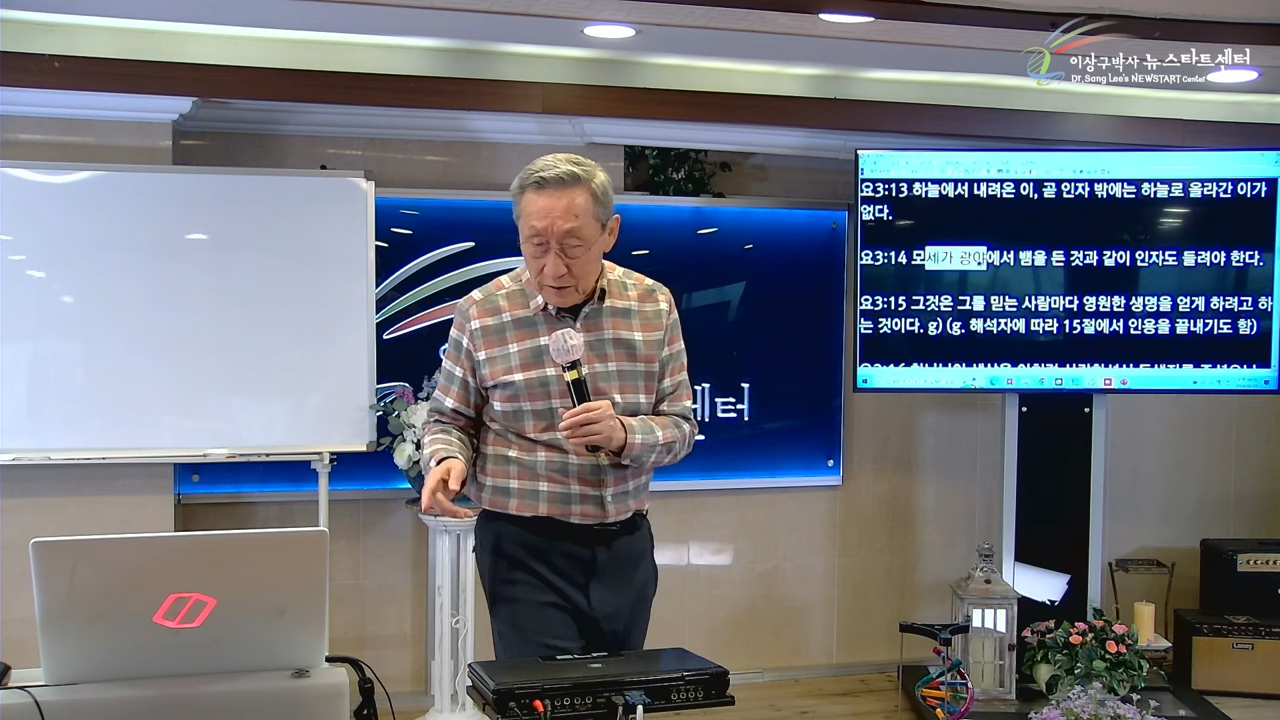 이상구박사 뉴스타트센터
Dr. Sang Lee's NEWSTART Center
요3:13 하늘에서 내려온 이, 곧 인자 밖에는 하늘로 올라간 이가
없다.
요3:14 모세가 광야에서 뱀을 든 것과 같이 인자도 들려야 한다.
요3:15 그것은 그를 믿는 사람마다 영원한 생명을 얻게 하려고 하
는 것이다. g) (g. 해석자에 따라 15절에서 인용을 끝내기도 함)
센터
Laney